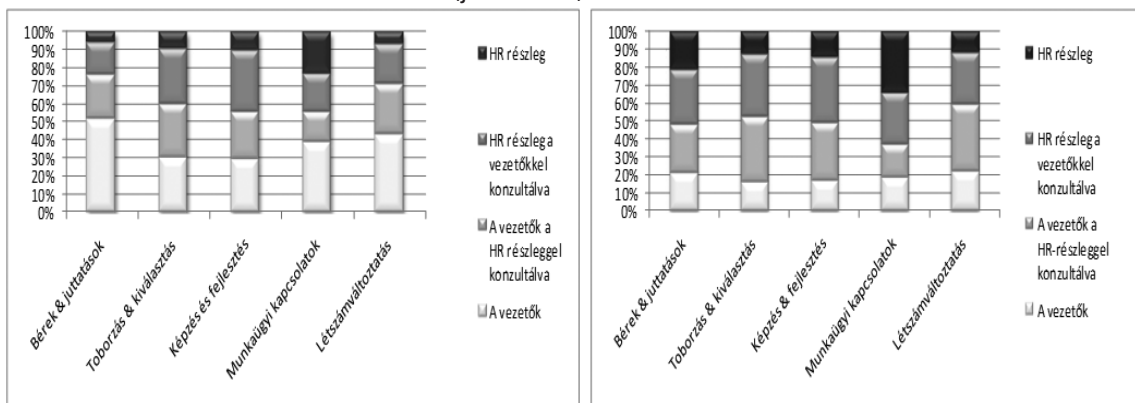 100%
90%
80%
70%
60%
50%
40%
30%
20%
10%
0%
Bérek & juttatások
Toborzás & kiválasztás
Képzés és fejlesztés
Munkaügyi kapcsolatok
Létszámváltoztatás
HR részleg
HR részleg a
vezetőkkel
konzultálva
A vezetők a
HR részleggel
konzultálva
A vezetők
100%
90%
80%
70%
60%
50%
40%
30%
20%
10%
0%
Bérek & juttatások
Toborzás & kiválasztás
Képzés & fejlesztés
Munkaügyi kapcsolatok
Létszámváltoztatás
HR részleg
HR részleg a
vezetőkkel
konzultálva
A vezetők a
HR-részleggel
konzultálva
A vezetők